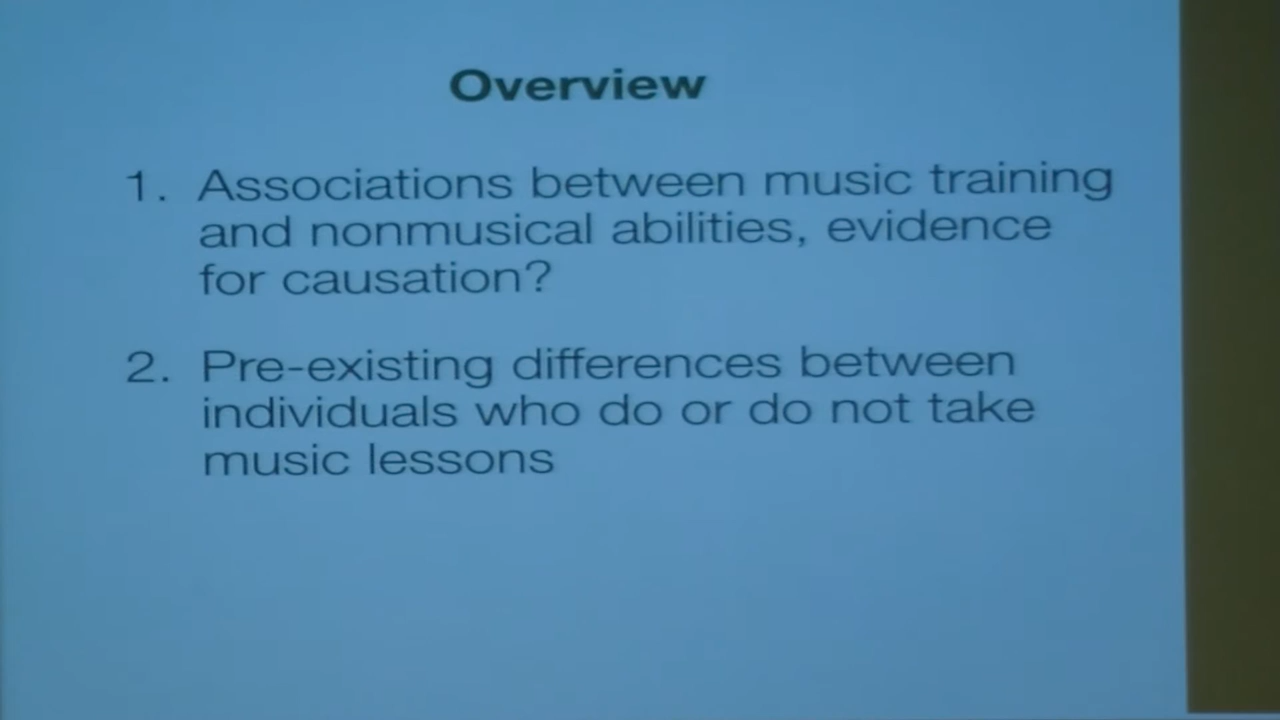 Overview
1. Associations between music training
and nonmusical abilities, evidence
for causation?
2. Pre-existing differences between
individuals who do or do not take
music lessons